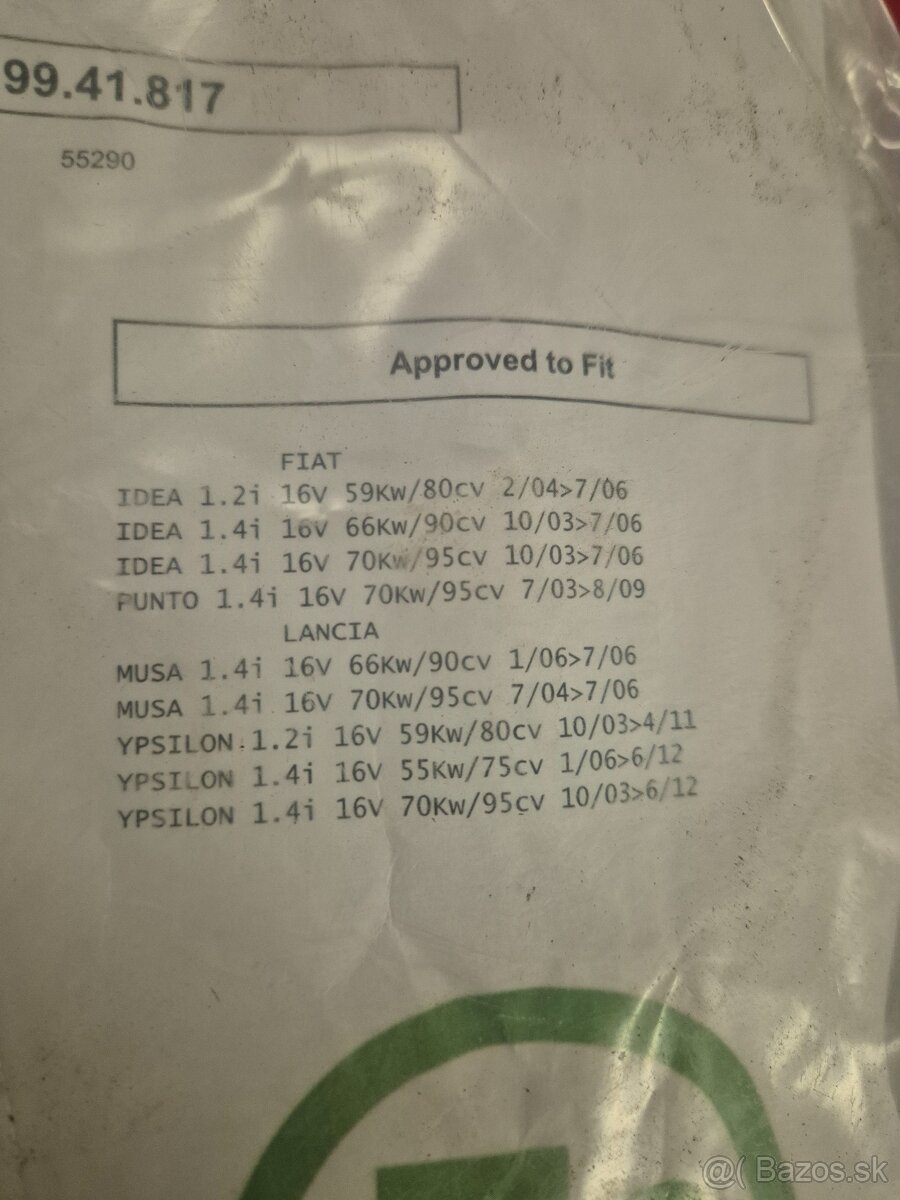 99.41.817
55290
Approved to Fit
FIAT
IDEA 1.2i 16V 59Kw/80cv 2/04>7/06
IDEA 1.4i 16V 66Kw/90cv 10/03>7/06
IDEA 1.4i 16V 70Kw/95cv 10/03>7/06
PUNTO 1.4i 16V 70Kw/95cv 7/03>8/09
LANCIA
MUSA 1.4i 16V 66Kw/90cv 1/06>7/06
MUSA 1.4i 16V 70Kw/95cv 7/04>7/06
YPSILON 1.2i 16V 59Kw/80cv 10/03>4/11
YPSILON 1.4i 16V 55Kw/75cv 1/06>6/12
YPSILON 1.4i 16V 70Kw/95cv 10/03>6/12
@( Bazos.sk